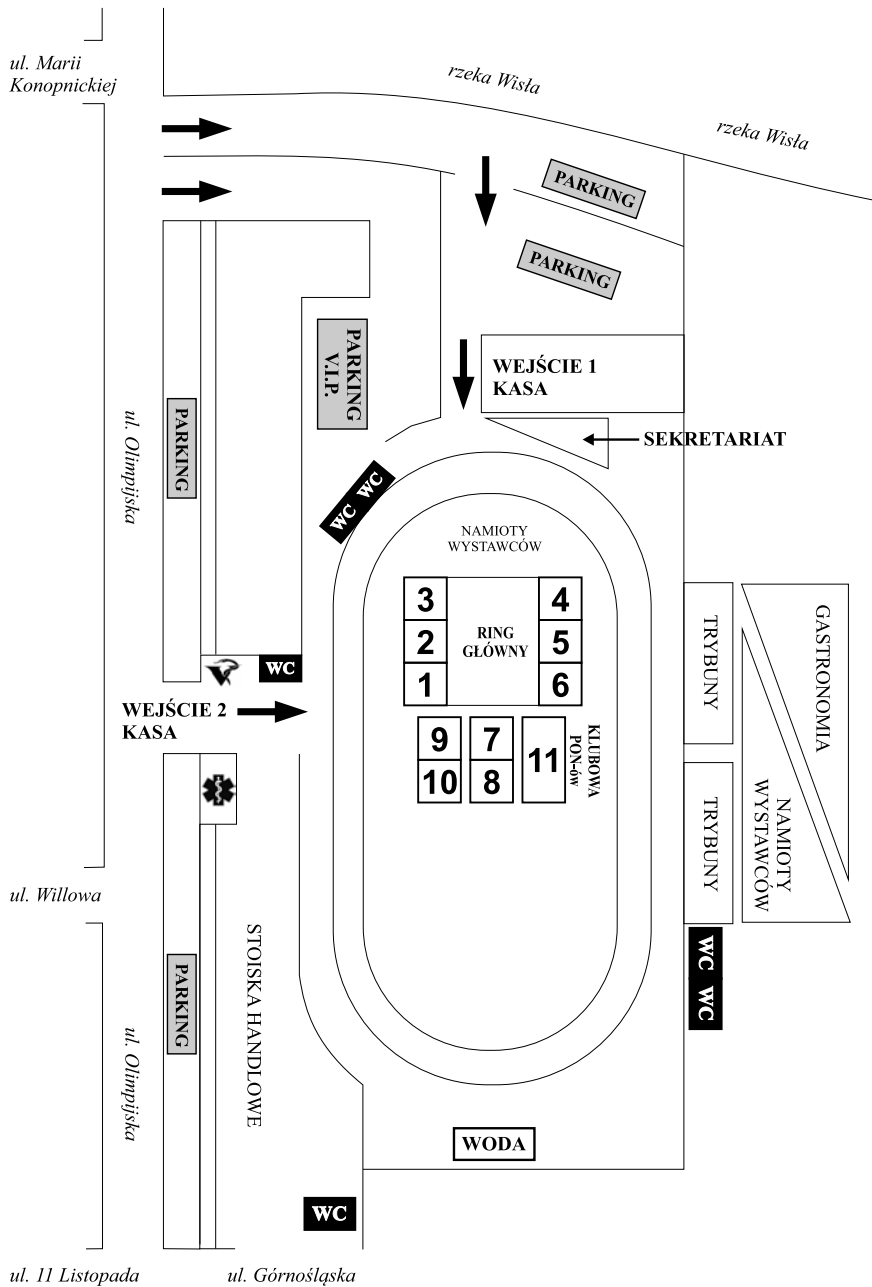 ul. Marii
Konopnickiej
rzeka Wisła
rzeka Wisła
PARKING
PARKING
PARKING
V.I.P.
WEJŚCIE 1
KASA
SEKRETARIAT
ul. Olimpijska
PARKING
WC WC
NAMIOTY
WYSTAWCÓW
3
4
2
RING
GŁÓWNY
5
1
6
WC
WEJŚCIE 2
KASA
9
7
11
10
8
KLUBOWA
PON-ów
TRYBUNY
GASTRONOMIA
TRYBUNY
NAMIOTY
WYSTAWCÓW
ul. Willowa
PARKING
STOISKA HANDLOWE
WC WC
ul. Olimpijska
WODA
WC
ul. 11 Listopada
ul. Górnośląska